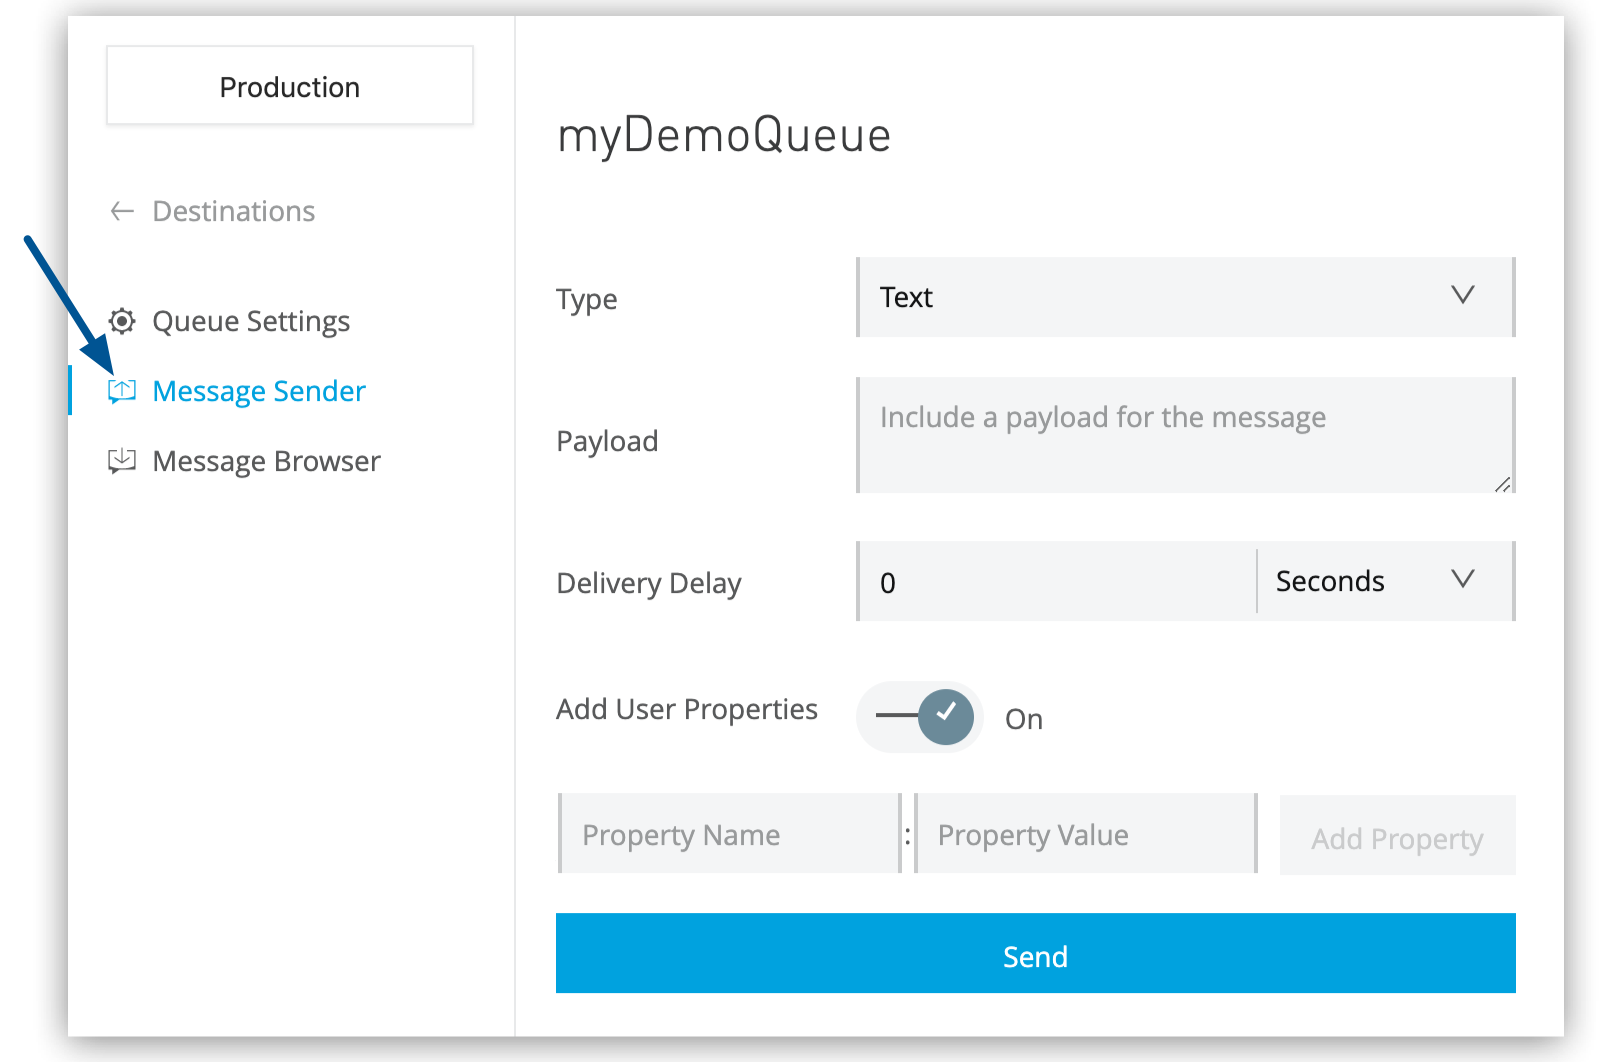 Production
Destinations
Queue Settings
Message Sender
Message Browser
myDemoQueue
Type
Text
Payload
Include a payload for the message
Delivery Delay
0
Seconds
Add User Properties
On
Property Name : Property Value
Add Property
Send